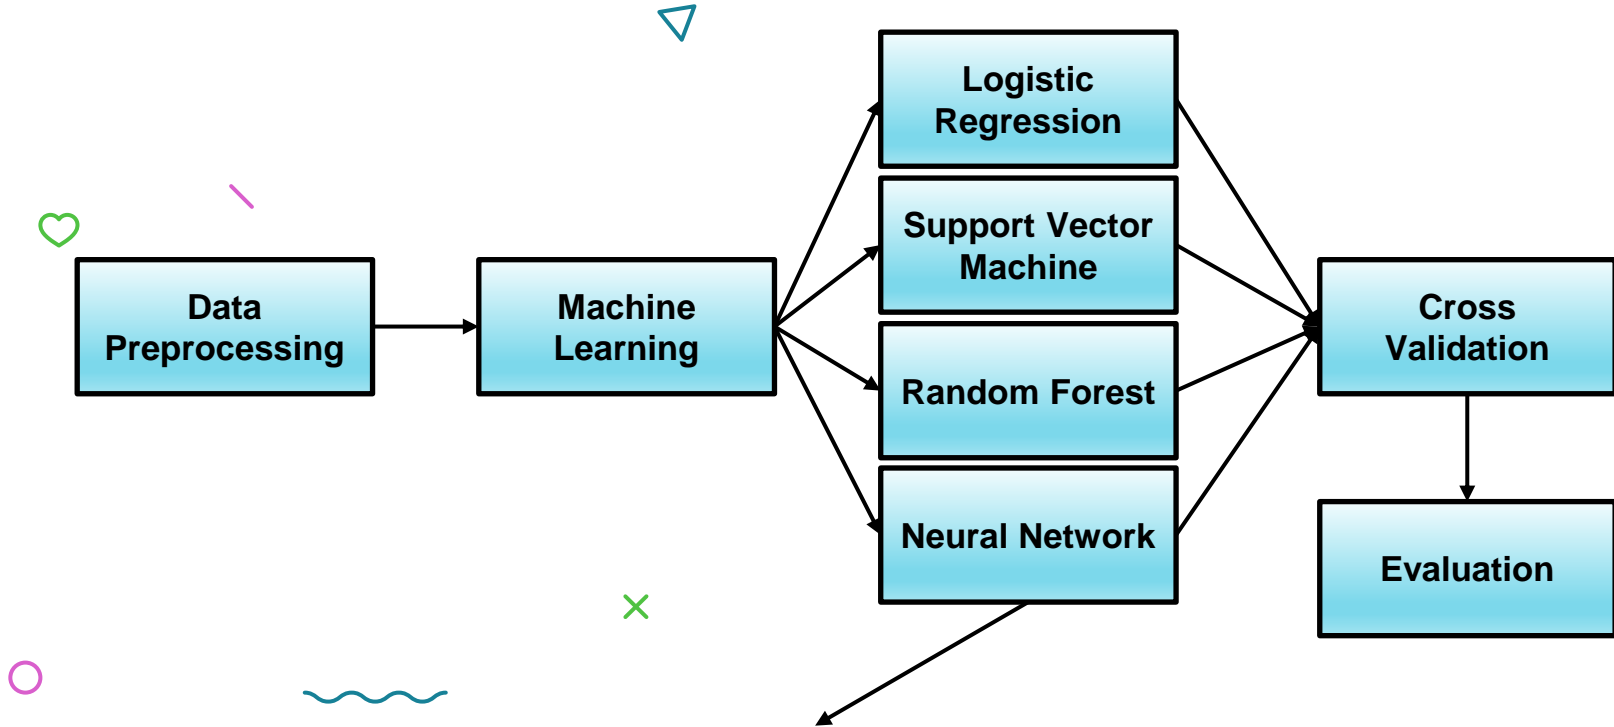 Logistic
Regression
Support Vector
Machine
Data
Preprocessing
Machine
Learning
Random Forest
Neural Network
Cross
Validation
Evaluation